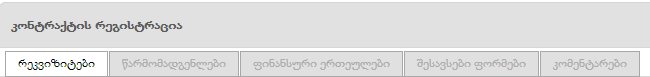 კონტრაქტის რეგისტრაცია
რეკვიზიტები წარმომადგენლები ფინანსური ერთეულები შესავსები ფორმები კომენტარები